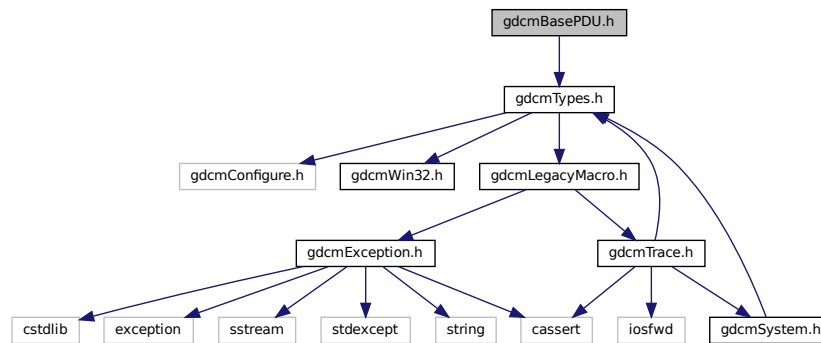 gdcmBasePDU.h
gdcmTypes.h
gdcmConfigure.h
gdcmWin32.h
gdcmLegacyMacro.h
gdcmException.h
gdcmTrace.h
cstdlib
exception
sstream
stdexcept
string
cassert
iosfwd
gdcmSystem.h